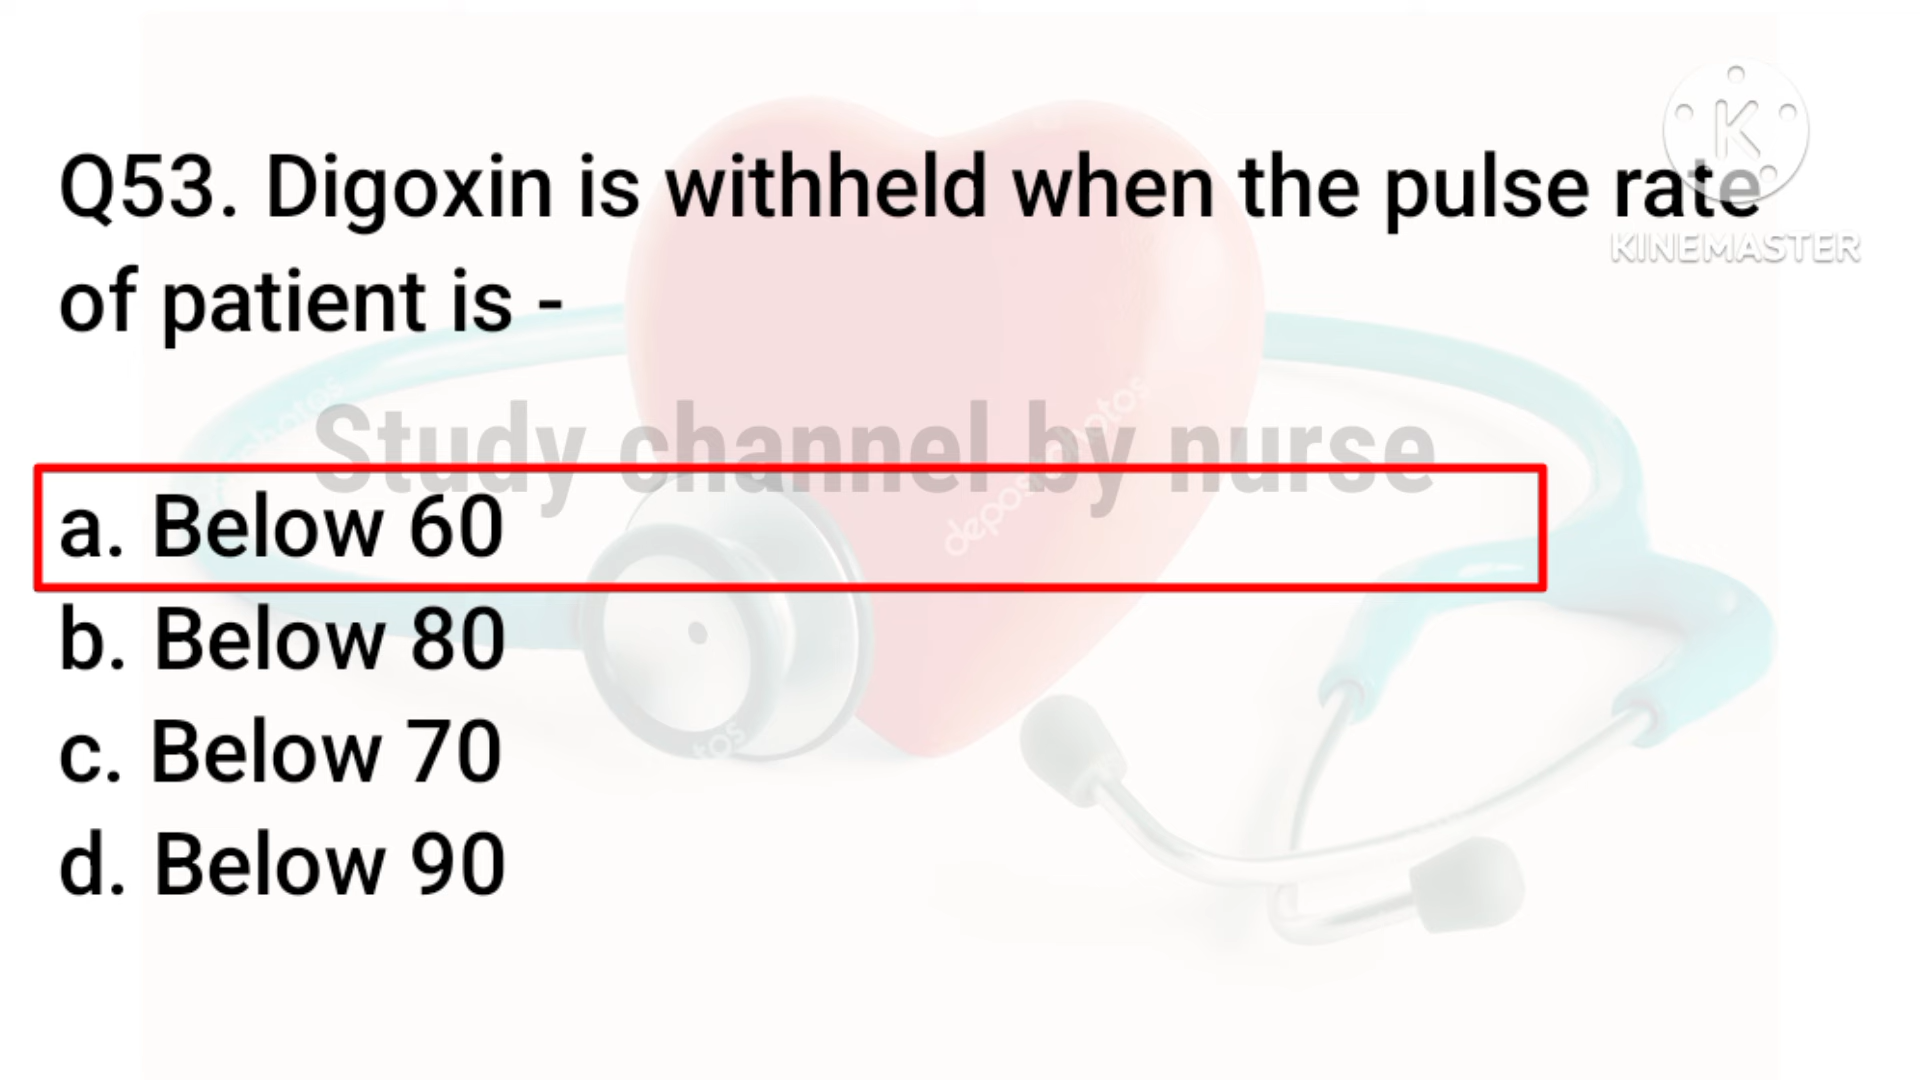 K
Q53. Digoxin is withheld when the pulse rate
KINEMASTER
of patient is -
depositphotos
Study channel by nurse
a. Below 60
b. Below 80
c. Below 70
d. Below 90